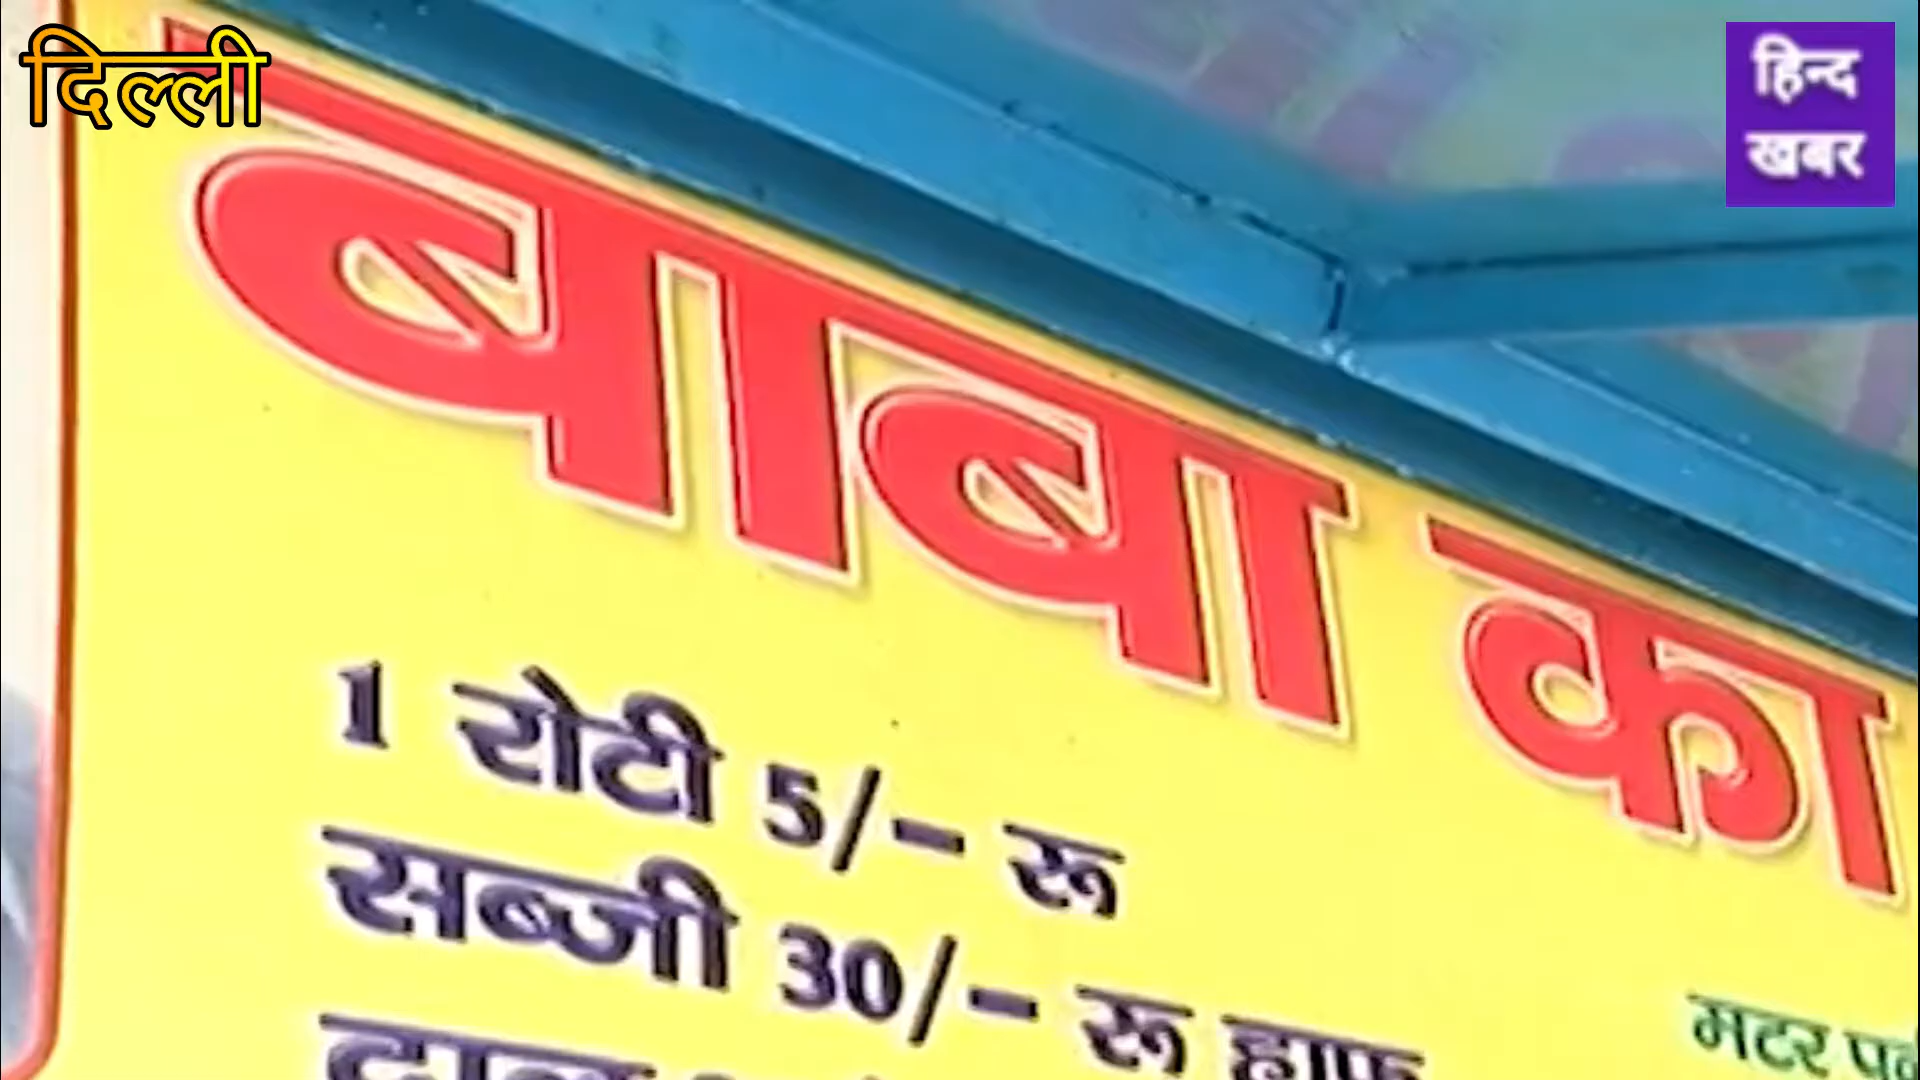 दिल्ली
हिन्द
खबर
बाबा का
1 रोटी 5/- रू
सब्जी 30/- रू हाफ
मटर